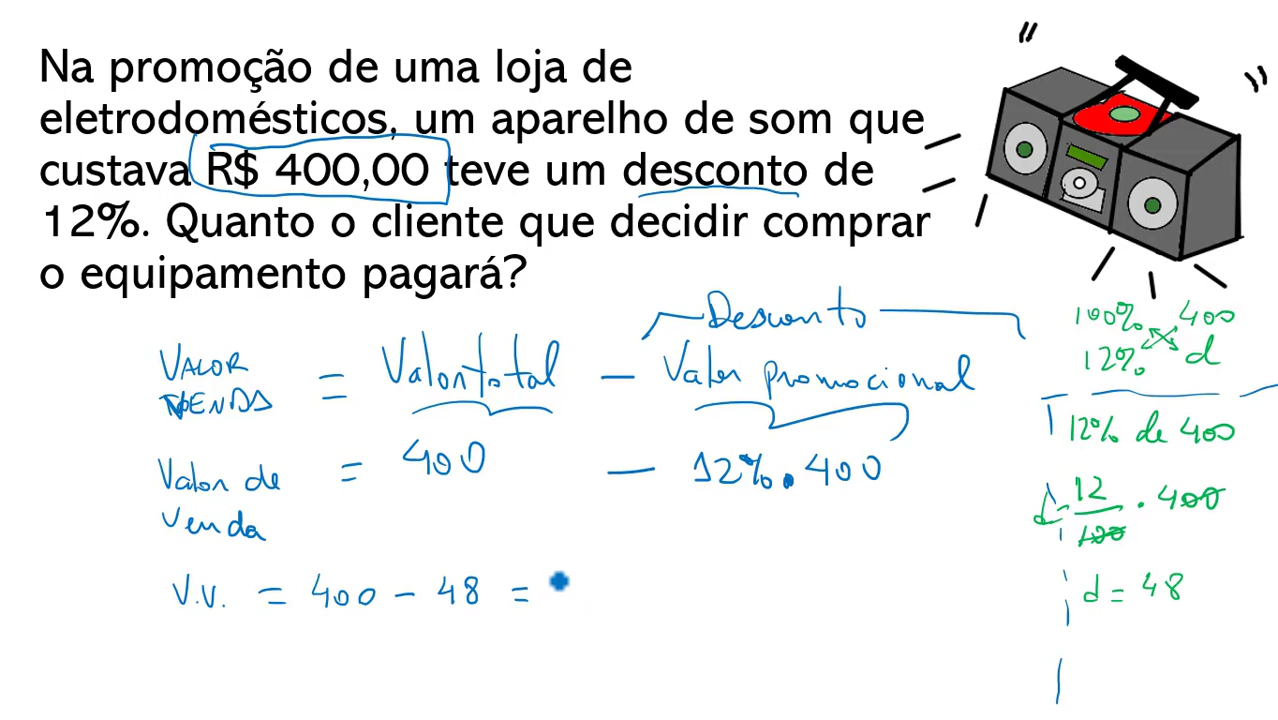 Na promoção de uma loja de
eletrodomésticos, um aparelho de som que
custava R$ 400,00 teve um desconto de
12%. Quanto o cliente que decidir comprar
o equipamento pagará?
Desconto
VALOR = Valor total - Valor promocional
VENDA
Valor de = 400 - 12% . 400
Venda
V.V. = 400 - 48 =
100% 400
12% d
12% de 400
d = 12/100 . 400
d = 48